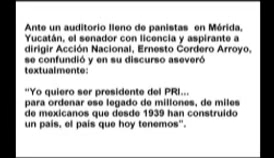 Ante un auditorio lleno de panistas en Mérida,
Yucatán, el senador con licencia y aspirante a
dirigir Acción Nacional, Ernesto Cordero Arroyo,
se confundió y en su discurso aseveró
textualmente:
"Yo quiero ser presidente del PRI...
para ordenar ese legado de millones, de miles
de mexicanos que desde 1939 han construido
un país, el país que hoy tenemos".